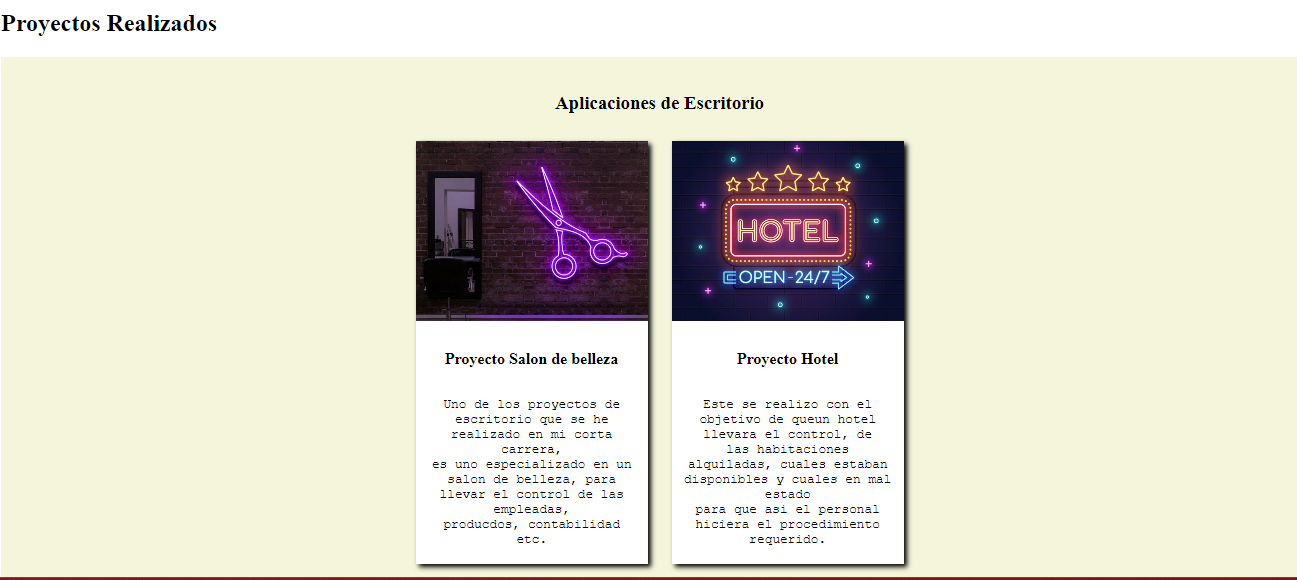 Proyectos Realizados
Aplicaciones de Escritorio
HOTEL
OPEN-24/7
Proyecto Salon de belleza
Uno de los proyectos de
escritorio que se he
realizado en mi corta
carrera,
es uno especializado en un
salon de belleza, para
llevar el control de las
empleadas,
producdos, contabilidad
etc.
Proyecto Hotel
Este se realizo con el
objetivo de queun hotel
llevara el control, de
las habitaciones
alquiladas, cuales estaban
disponibles y cuales en mal
estado
para que asi el personal
hiciera el procedimiento
requerido.